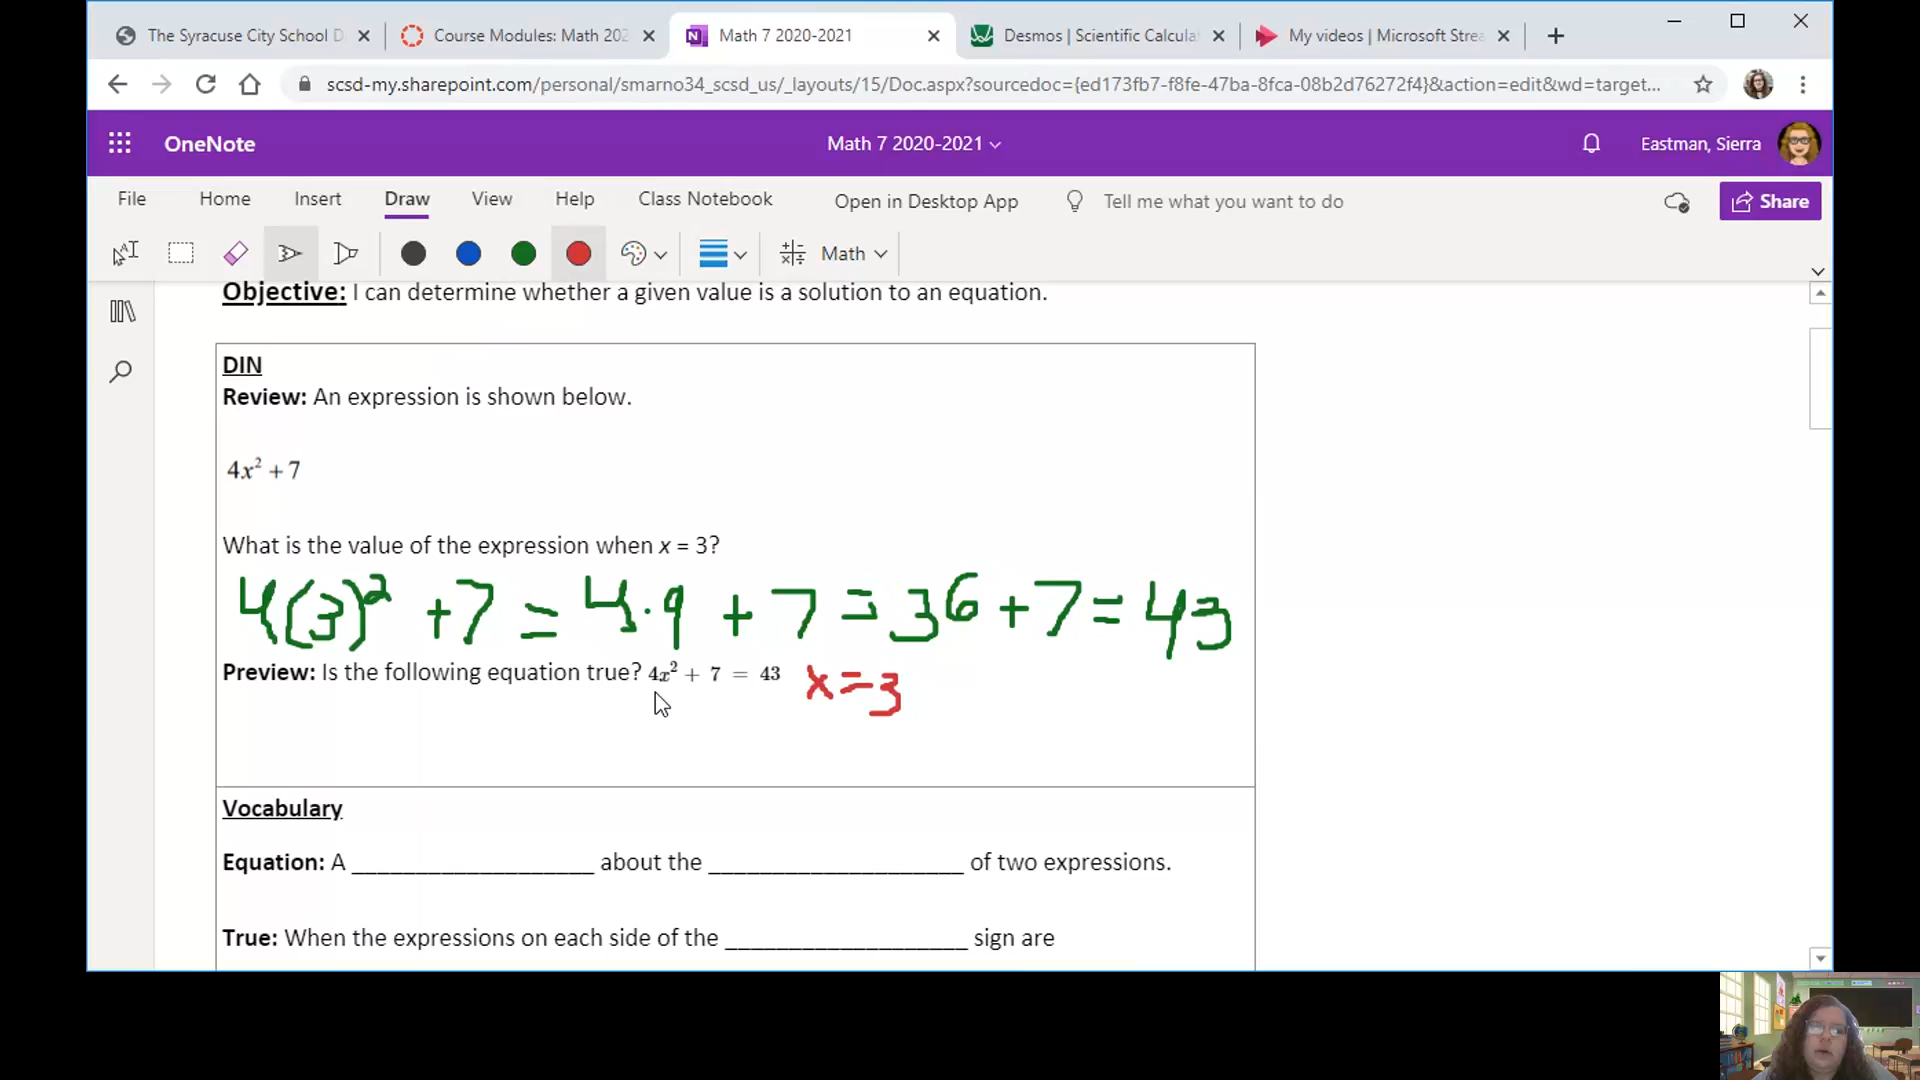 The Syracuse City School D
Course Modules: Math 202
Math 7 2020-2021
Desmos | Scientific Calcula
My videos | Microsoft Strea
scsd-my.sharepoint.com/personal/smarno34_scsd_us/_layouts/15/Doc.aspx?sourcedoc={ed173fb7-f8fe-47ba-8fca-08b2d76272f4}&action=edit&wd=target...
OneNote
Math 7 2020-2021
Eastman, Sierra
File Home Insert Draw View Help Class Notebook Open in Desktop App Tell me what you want to do Share
Math
Objective: I can determine whether a given value is a solution to an equation.
DIN
Review: An expression is shown below.
4x² + 7
What is the value of the expression when x = 3?
4(3)² + 7 = 4·9 + 7 = 36 + 7 = 43
Preview: Is the following equation true? 4x² + 7 = 43 x = 3
Vocabulary
Equation: A ___________________ about the ____________________ of two expressions.
True: When the expressions on each side of the ___________________ sign are